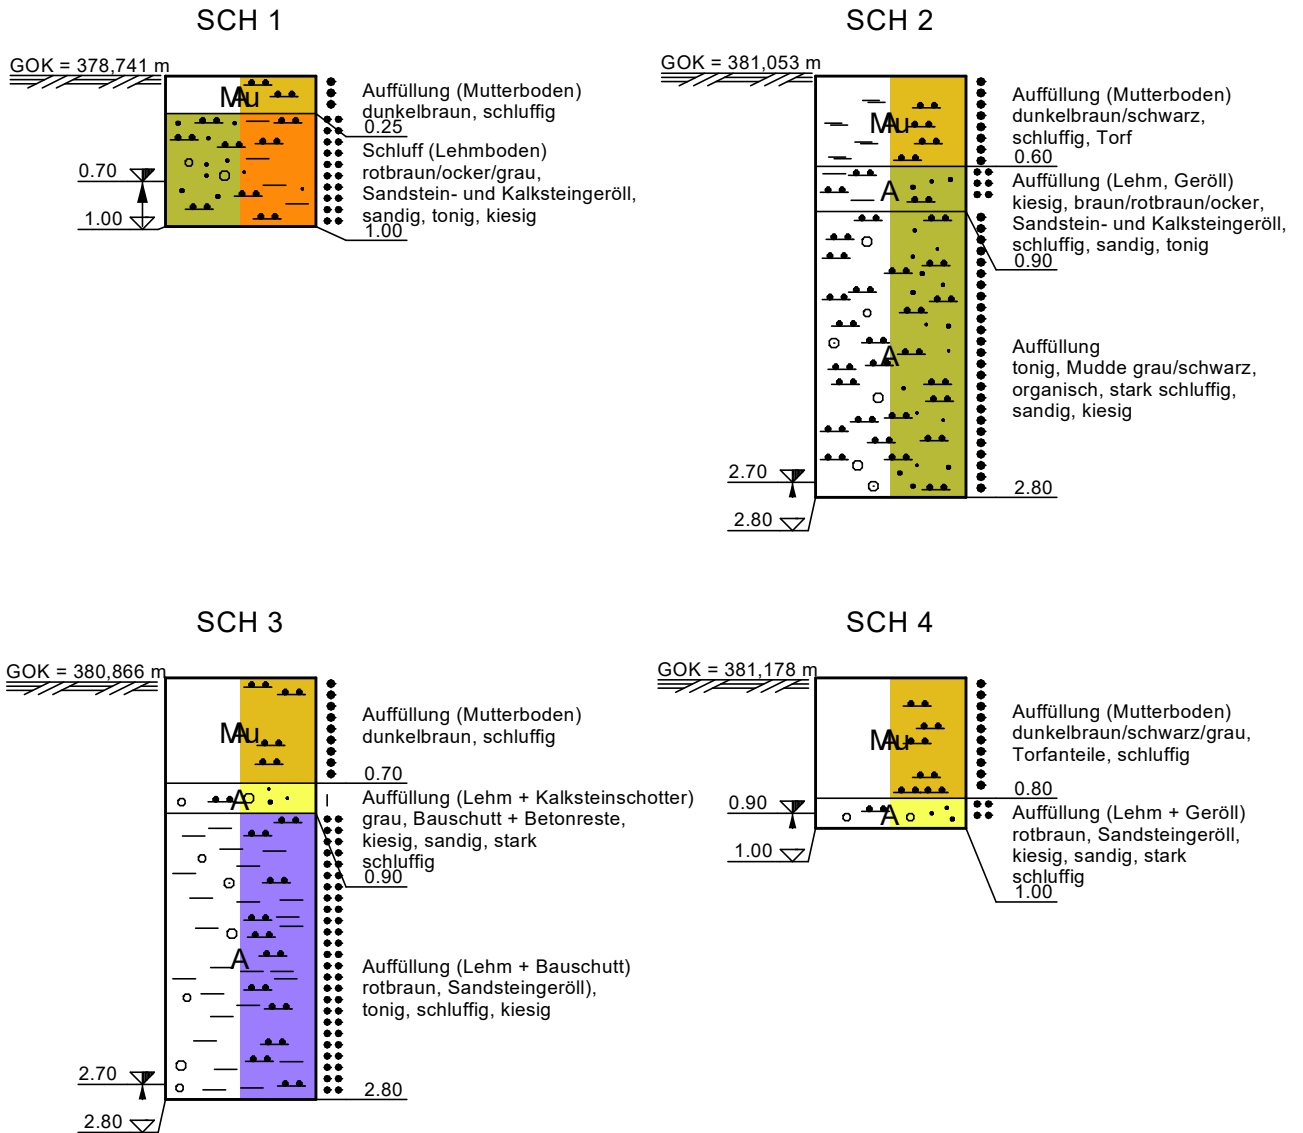 SCH 1
GOK = 378,741 m
Mu
A
Auffüllung (Mutterboden)
dunkelbraun, schluffig
0.25
Schluff (Lehmboden)
rotbraun/ocker/grau,
Sandstein- und Kalksteingeröll,
sandig, tonig, kiesig
1.00
0.70
1.00
SCH 2
GOK = 381,053 m
Mu
A
Auffüllung (Mutterboden)
dunkelbraun/schwarz,
schluffig, Torf
0.60
A
Auffüllung (Lehm, Geröll)
kiesig, braun/rotbraun/ocker,
Sandstein- und Kalksteingeröll,
schluffig, sandig, tonig
0.90
A
Auffüllung
tonig, Mudde grau/schwarz,
organisch, stark schluffig,
sandig, kiesig
2.80
2.70
2.80
SCH 3
GOK = 380,866 m
Mu
A
Auffüllung (Mutterboden)
dunkelbraun, schluffig
0.70
A
Auffüllung (Lehm + Kalksteinschotter)
grau, Bauschutt + Betonreste,
kiesig, sandig, stark
schluffig
0.90
A
Auffüllung (Lehm + Bauschutt)
rotbraun, Sandsteingeröll),
tonig, schluffig, kiesig
2.80
2.70
2.80
SCH 4
GOK = 381,178 m
Mu
A
Auffüllung (Mutterboden)
dunkelbraun/schwarz/grau,
Torfanteile, schluffig
0.80
A
Auffüllung (Lehm + Geröll)
rotbraun, Sandsteingeröll,
kiesig, sandig, stark
schluffig
1.00
0.90
1.00